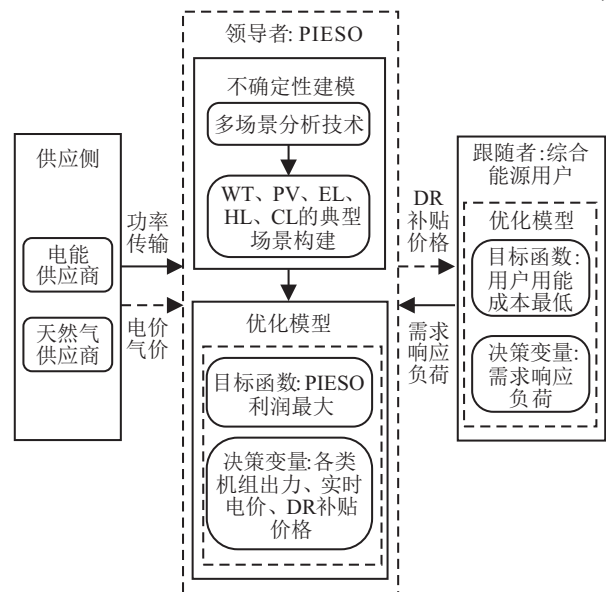 领导者: PIESO
不确定性建模
多场景分析技术
WT、PV、EL、
HL、CL的典型
场景构建
供应侧
电能
供应商
天然气
供应商
功率
传输
电价
气价
优化模型
目标函数: PIESO
利润最大
决策变量:各类
机组出力、实时
电价、DR补贴
价格
DR
补贴
价格
需求
响应
负荷
跟随者:综合
能源用户
优化模型
目标函数:
用户用能
成本最低
决策变量:
需求响应
负荷